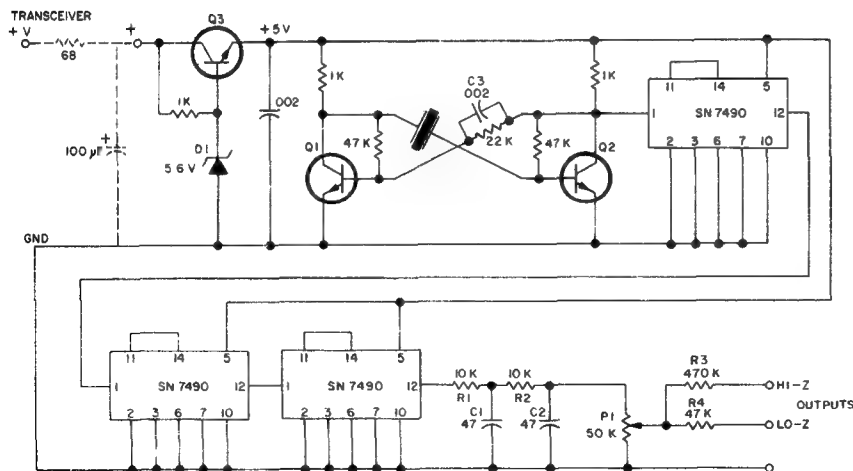 TRANSCEIVER
+ V
68
+
Q3
+ 5V
1K
1K
C3
002
1K
11
14
5
1
SN 7490
12
002
+
100 µF
D1
5 6 V
47 K
22 K
47 K
Q1
Q2
2
3
6
7
10
GND
11
14
5
11
14
5
1
SN 7490
12
1
SN 7490
12
2
3
6
7
10
2
3
6
7
10
10 K
R1
10 K
R2
C1
47
C2
47
P1
50 K
R3
470 K
HI-Z
R4
47K
OUTPUTS
LO-Z